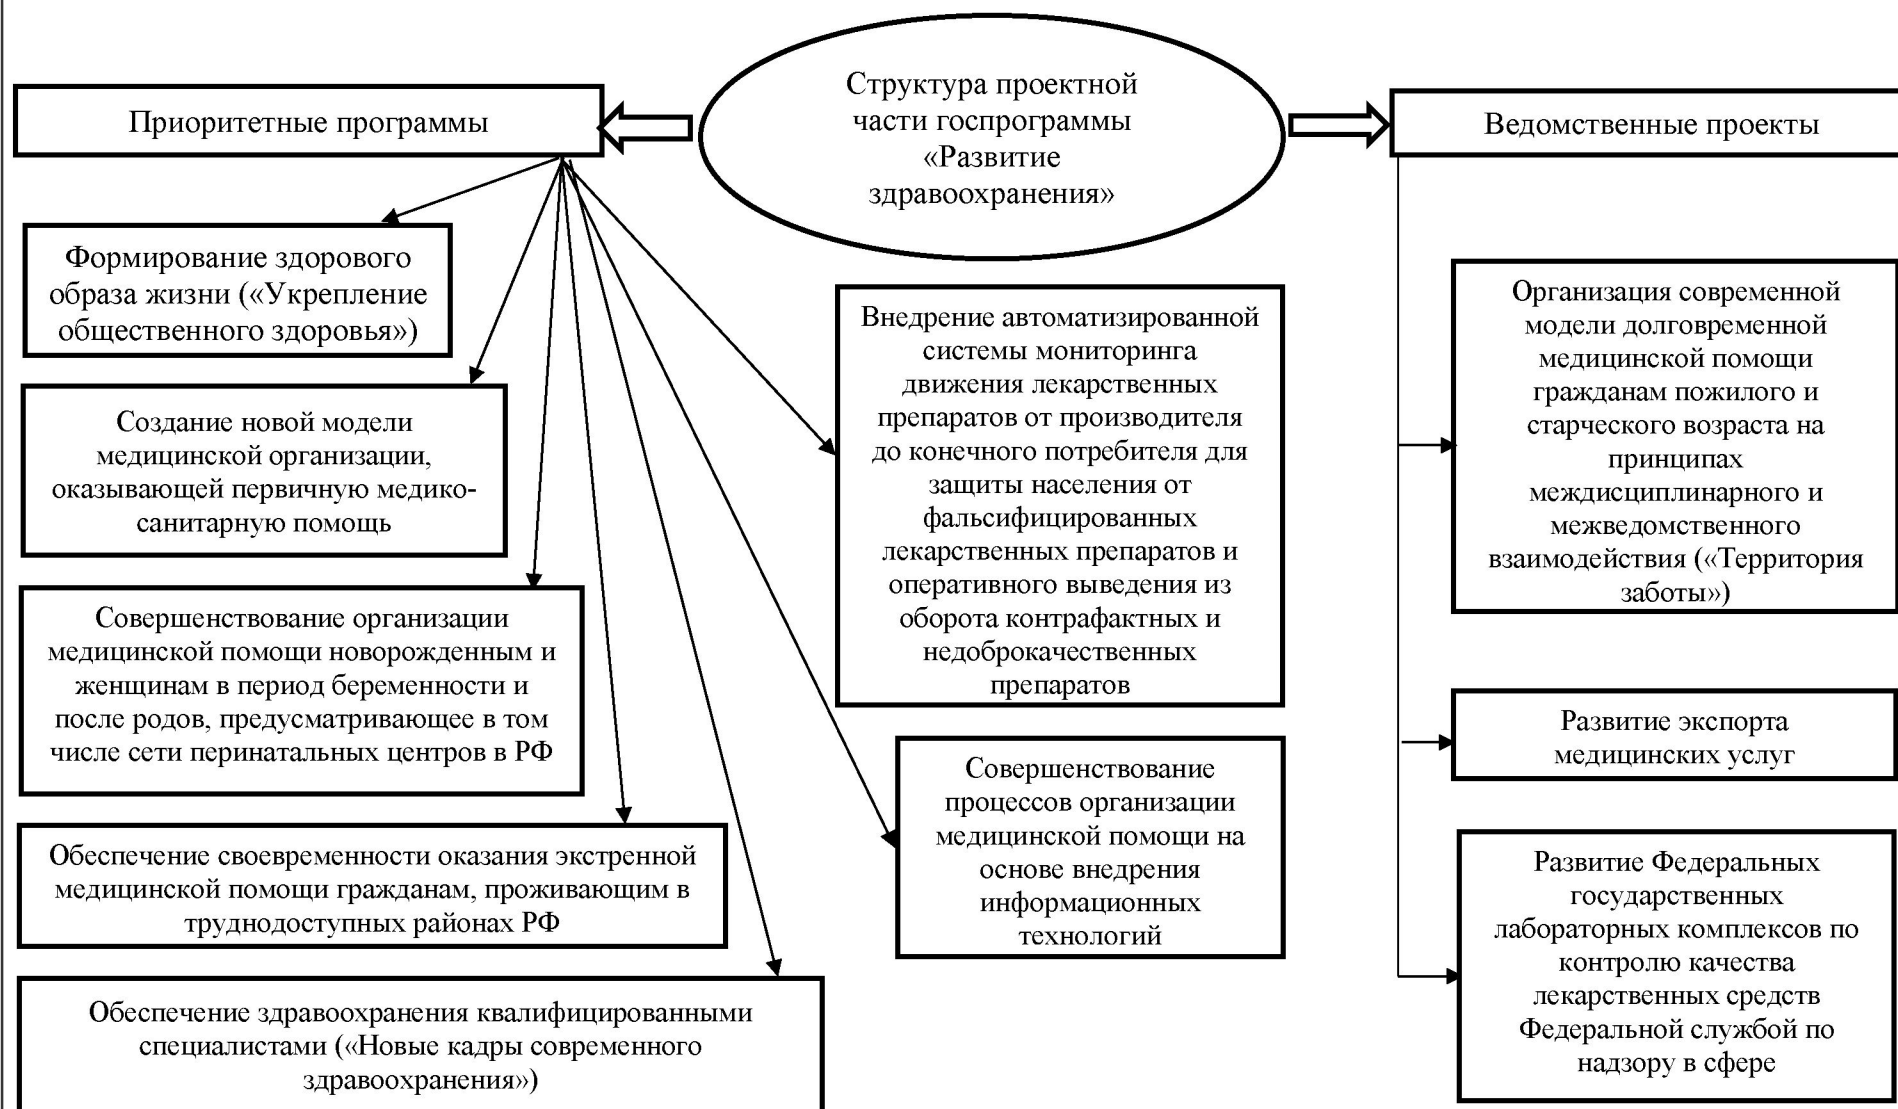 Структура проектной
части госпрограммы
«Развитие
здравоохранения»
Приоритетные программы
Ведомственные проекты
Формирование здорового
образа жизни («Укрепление
общественного здоровья»)
Создание новой модели
медицинской организации,
оказывающей первичную медико-
санитарную помощь
Совершенствование организации
медицинской помощи новорожденным и
женщинам в период беременности и
после родов, предусматривающее в том
числе сети перинатальных центров в РФ
Обеспечение своевременности оказания экстренной
медицинской помощи гражданам, проживающим в
труднодоступных районах РФ
Обеспечение здравоохранения квалифицированными
специалистами («Новые кадры современного
здравоохранения»)
Внедрение автоматизированной
системы мониторинга
движения лекарственных
препаратов от производителя
до конечного потребителя для
защиты населения от
фальсифицированных
лекарственных препаратов и
оперативного выведения из
оборота контрафактных и
недоброкачественных
препаратов
Совершенствование
процессов организации
медицинской помощи на
основе внедрения
информационных
технологий
Организация современной
модели долговременной
медицинской помощи
гражданам пожилого и
старческого возраста на
принципах
междисциплинарного и
межведомственного
взаимодействия («Территория
заботы»)
Развитие экспорта
медицинских услуг
Развитие Федеральных
государственных
лабораторных комплексов по
контролю качества
лекарственных средств
Федеральной службой по
надзору в сфере